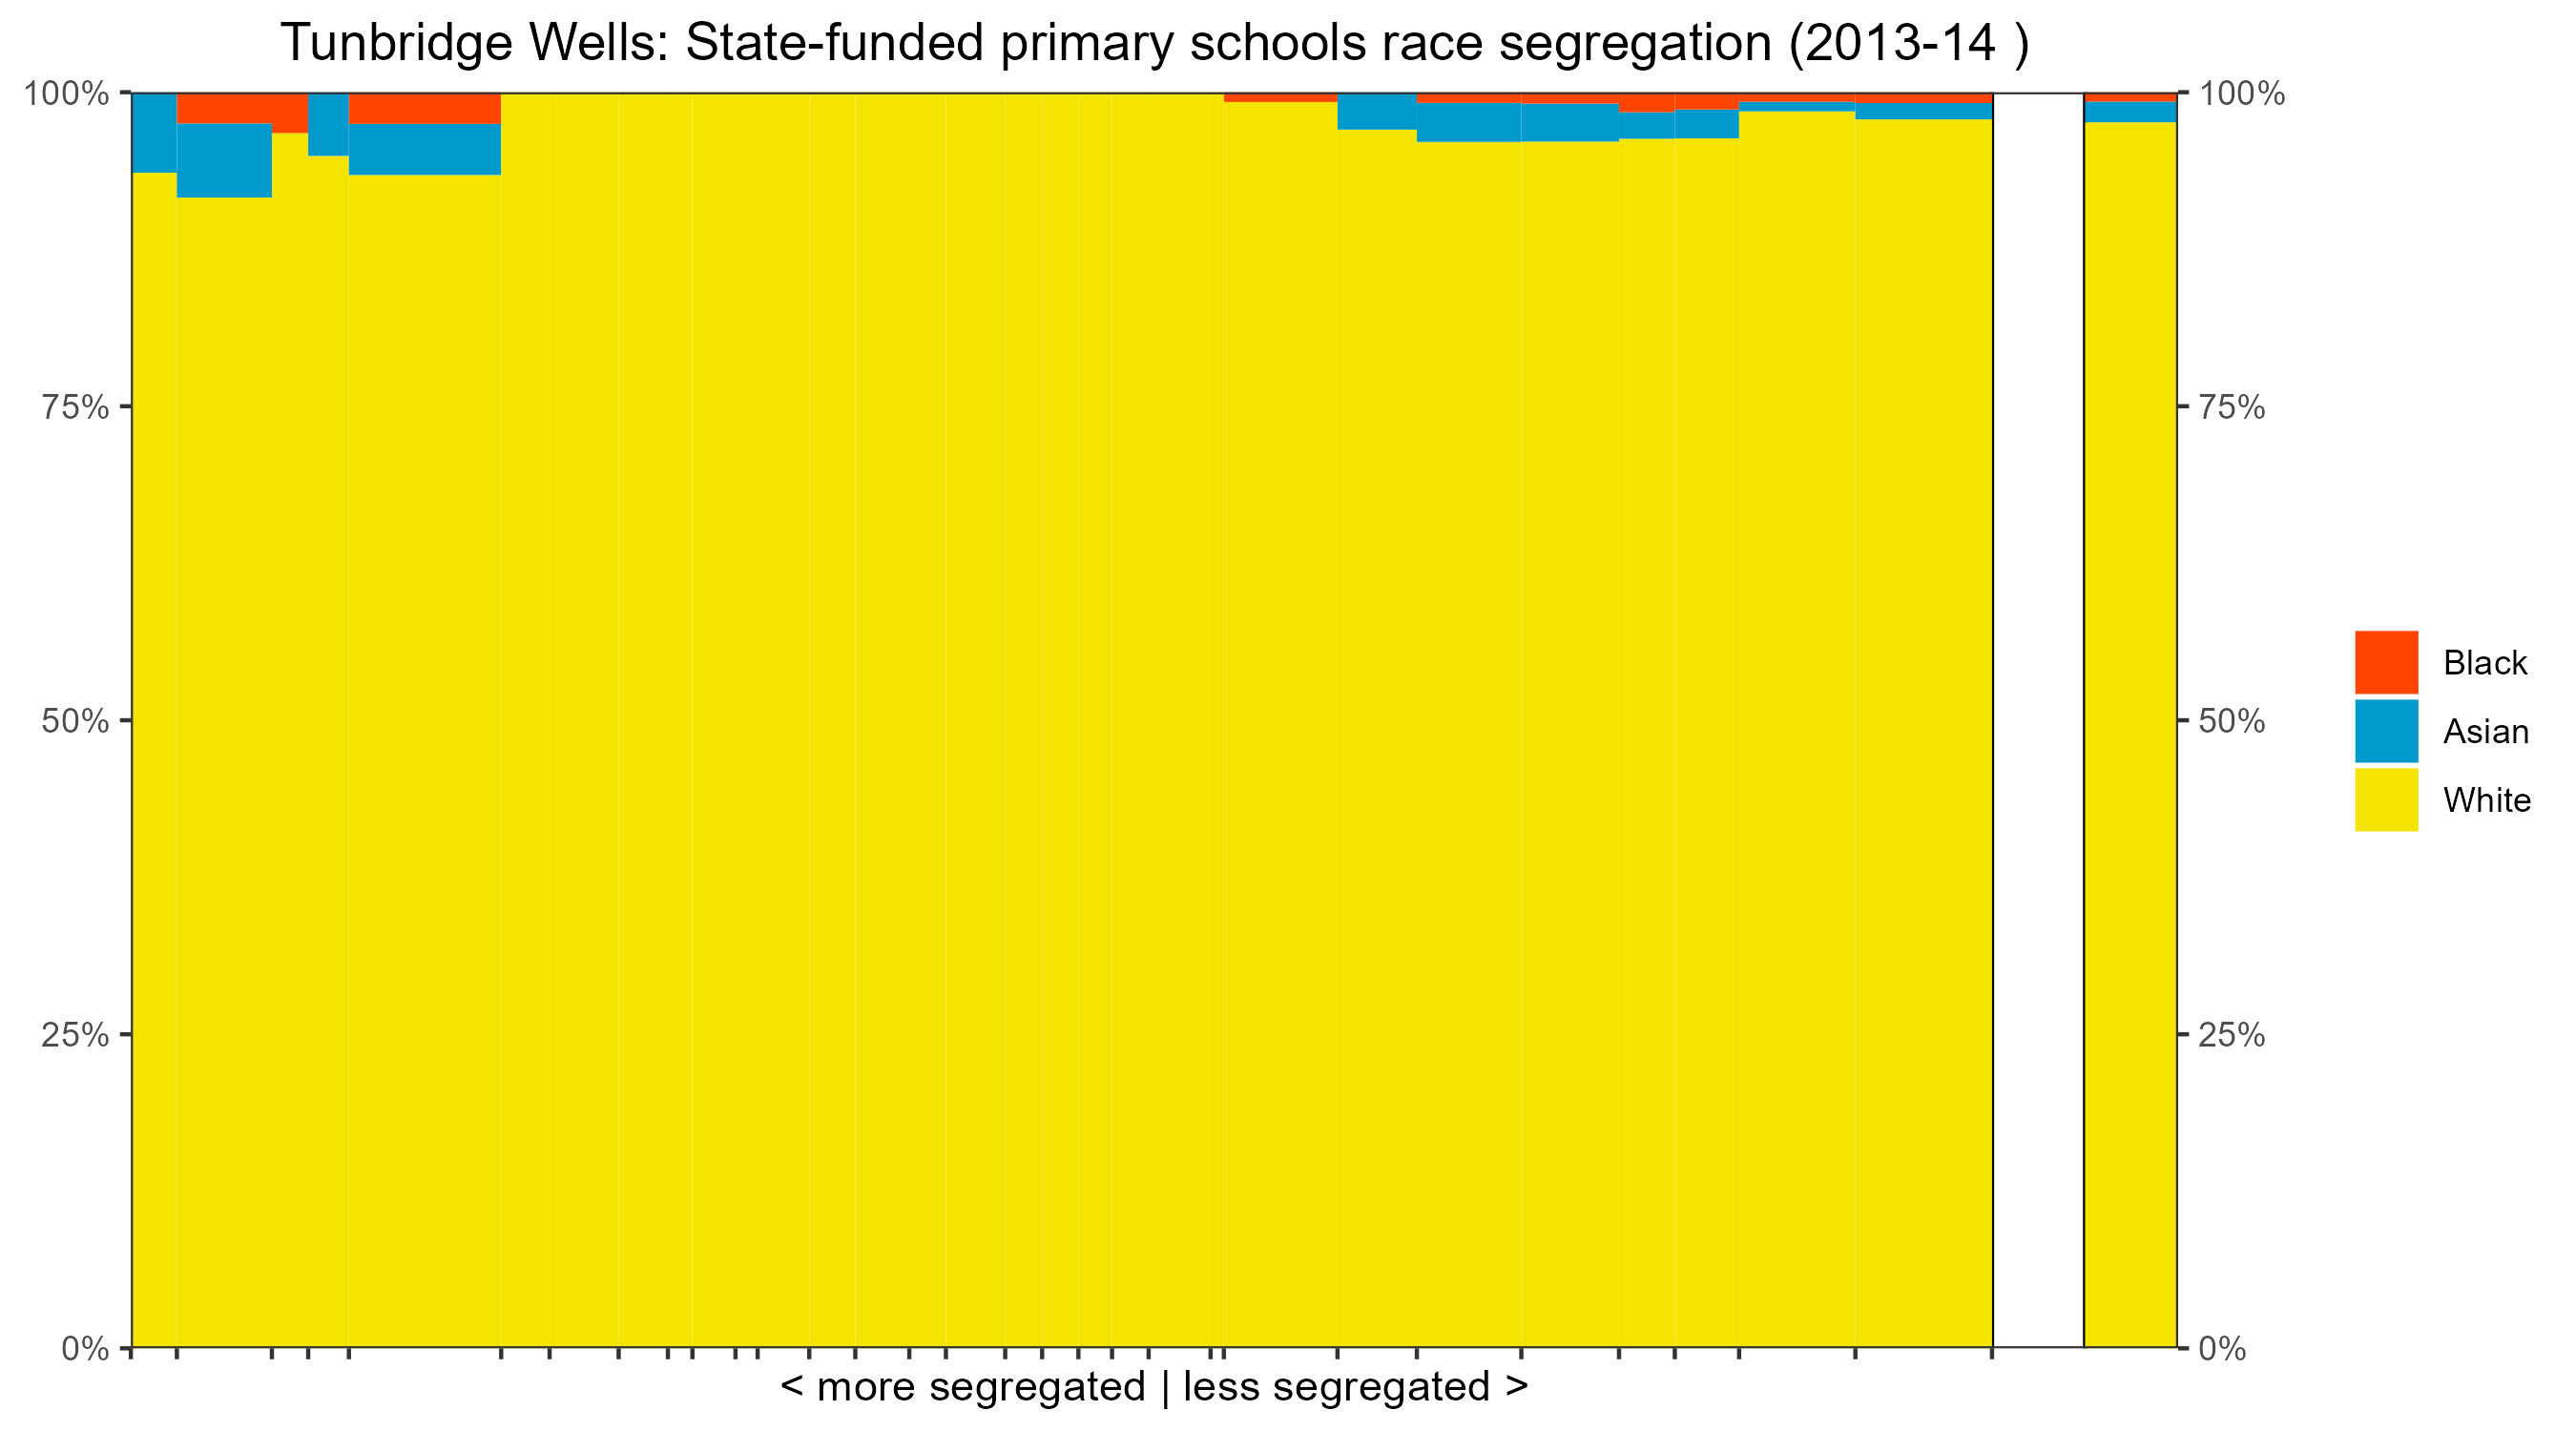 Tunbridge Wells: State-funded primary schools race segregation (2013-14 )
100%
75%
50%
25%
0%
100%
75%
50%
25%
0%
Black
Asian
White
< more segregated | less segregated >